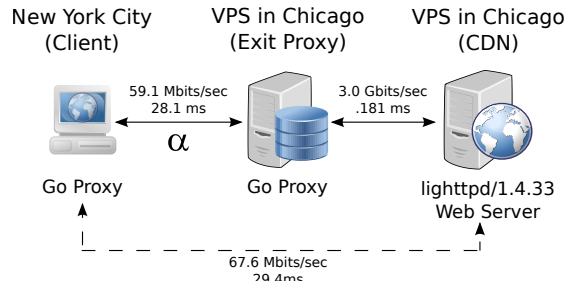 New York City
(Client)
VPS in Chicago
(Exit Proxy)
VPS in Chicago
(CDN)
59.1 Mbits/sec
28.1 ms
α
3.0 Gbits/sec
.181 ms
Go Proxy
Go Proxy
lighttpd/1.4.33
Web Server
67.6 Mbits/sec
29.4ms